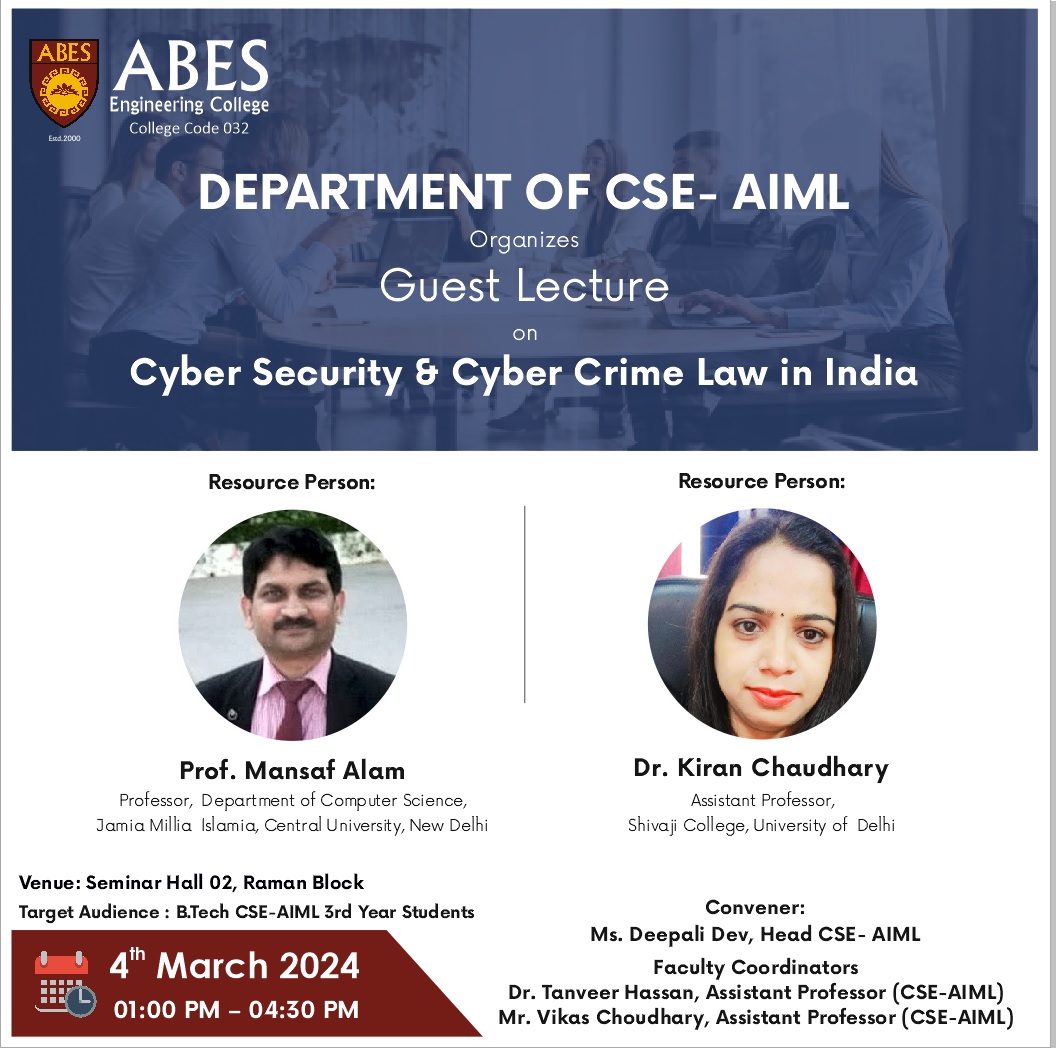 ABES
ABES
Engineering College
College Code 032
Estd.2000
DEPARTMENT OF CSE- AIML
Organizes
Guest Lecture
on
Cyber Security & Cyber Crime Law in India
Resource Person:
Prof. Mansaf Alam
Professor, Department of Computer Science,
Jamia Millia Islamia, Central University, New Delhi
Resource Person:
Dr. Kiran Chaudhary
Assistant Professor,
Shivaji College, University of Delhi
Venue: Seminar Hall 02, Raman Block
Target Audience : B.Tech CSE-AIML 3rd Year Students
4th March 2024
01:00 PM – 04:30 PM
Convener:
Ms. Deepali Dev, Head CSE- AIML
Faculty Coordinators
Dr. Tanveer Hassan, Assistant Professor (CSE-AIML)
Mr. Vikas Choudhary, Assistant Professor (CSE-AIML)